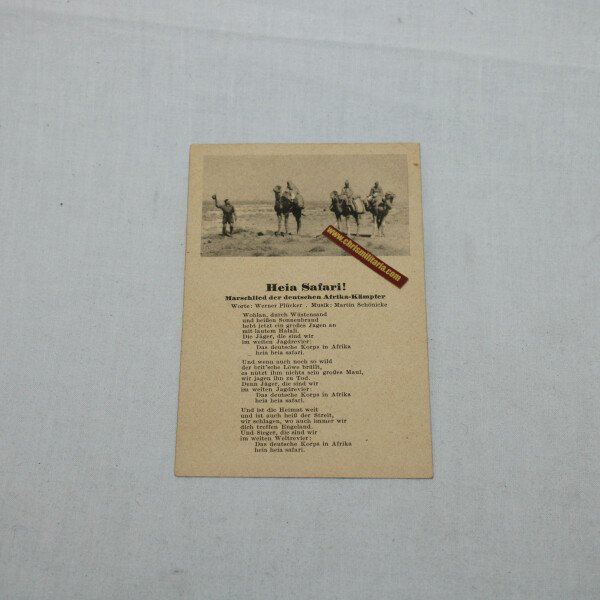 www.chrismilitaria.com
Heia Safari!
Marschlied der deutschen Afrika-Kämpfer
Worte: Werner Plücker . Musik: Martin Schönicke
Wohlan, durch Wüstensand
und heißen Sonnenbrand
hebt jetzt ein großes Jagen an
mit lautem Halali.
Die Jäger, die sind wir
im weiten Jagdrevier:
Das deutsche Korps in Afrika
heia heia safari.
Und wenn auch noch so wild
der brit'sche Löwe brüllt,
es nützt ihm nichts sein großes Maul,
wir jagen ihn zu Tod.
Denn Jäger, die sind wir
im weiten Jagdrevier:
Das deutsche Korps in Afrika
heia heia safari.
Und ist die Heimat weit
und ist auch heiß der Streit,
wir schlagen, wo auch immer wir
dich treffen Engeland.
Und Sieger, die sind wir
im weiten Weltrevier:
Das deutsche Korps in Afrika
heia heia safari.